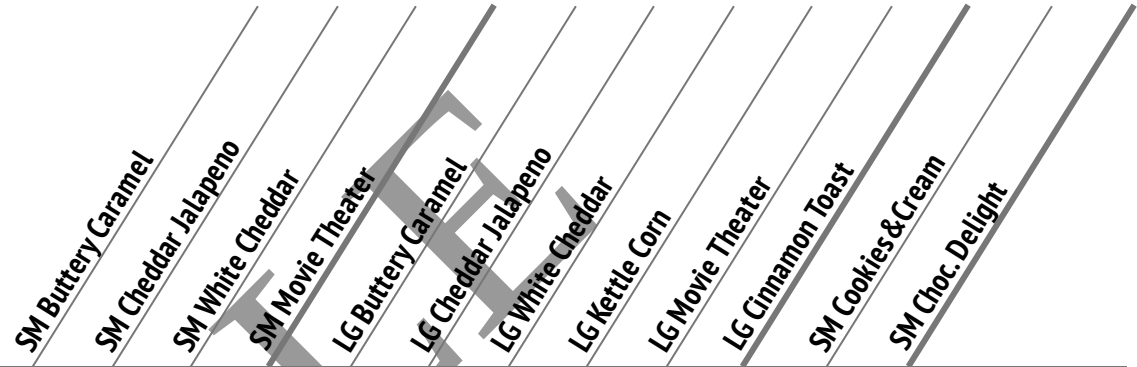 SM Buttery Caramel
SM Cheddar Jalapeno
SM White Cheddar
SM Movie Theater
LG Buttery Caramel
LG Cheddar Jalapeno
LG White Cheddar
LG Kettle Corn
LG Movie Theater
LG Cinnamon Toast
SM Cookies & Cream
SM Choc. Delight